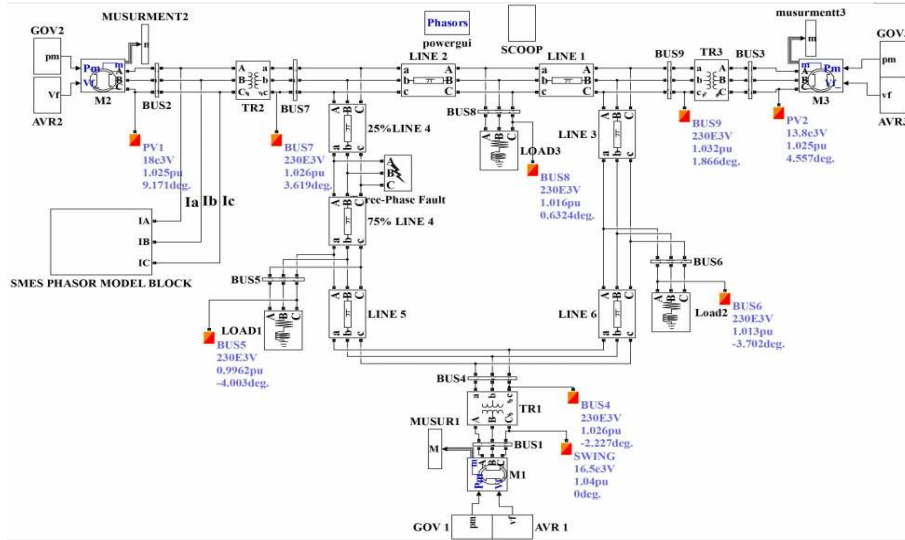 GOV2
MUSURMENT2
Phasors
powergui
SCOOP
musurmentt3
pm
Pm
m
Vf
M2
AVR2
vf
BUS2
TR2
BUS7
LINE 2
LINE 1
BUS9
TR3
BUS3
M3
Pm
m
pm
vf
PV1
18e3V
1.025pu
9.171deg.
BUS7
230E3V
1.026pu
3.619deg.
25%LINE 4
BUS8
LOAD3
BUS8
230E3V
1.016pu
0.6324deg.
LINE 3
BUS9
230E3V
1.032pu
1.866deg.
PV2
13.8e3V
1.025pu
4.557deg.
Ia
Ib
Ic
IA
IB
IC
SMES PHASOR MODEL BLOCK
A
B
C
ree-Phase Fault
75% LINE 4
BUS5
LOAD1
BUS5
230E3V
0.9962pu
-4.003deg.
LINE 5
LINE 6
BUS6
Load2
BUS6
230E3V
1.013pu
-3.702deg.
BUS4
TR1
BUS4
230E3V
1.026pu
-2.227deg.
MUSUR1
M
BUS1
M1
Pm
m
SWING
16.5e3V
1.04pu
0deg.
GOV 1
pm
vf
AVR 1